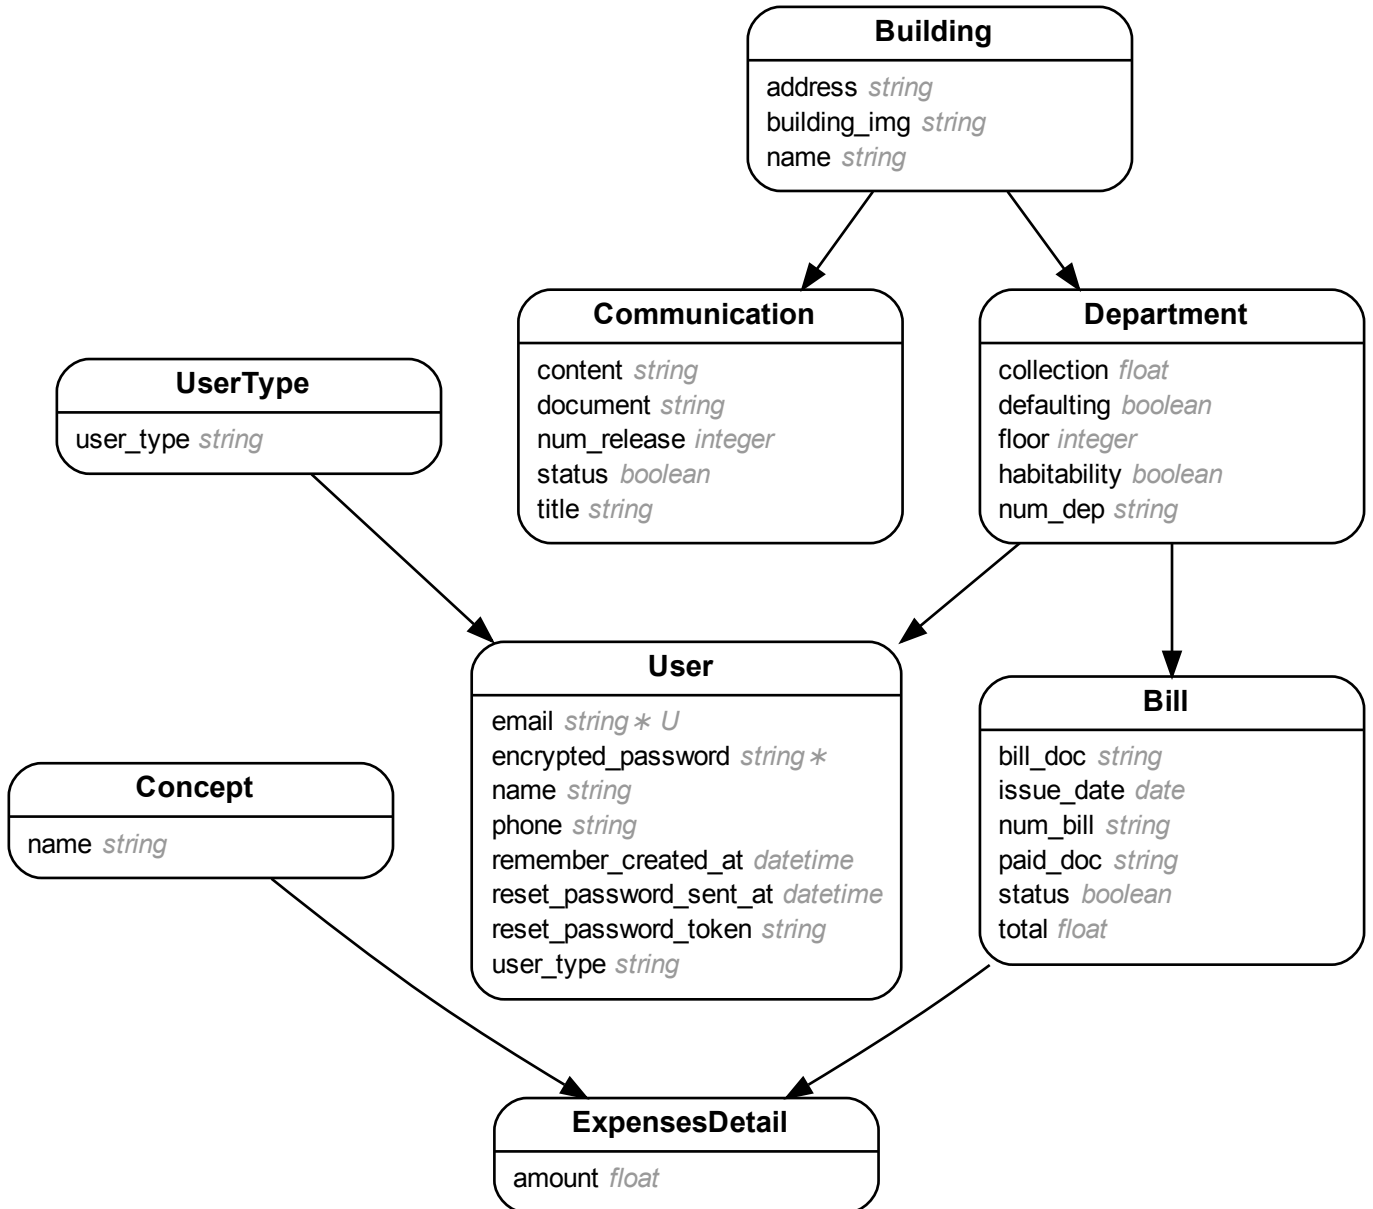 Building
address string
building_img string
name string
Communication
content string
document string
num_release integer
status boolean
title string
Department
collection float
defaulting boolean
floor integer
habitability boolean
num_dep string
UserType
user_type string
User
email string∗ U
encrypted_password string∗
name string
phone string
remember_created_at datetime
reset_password_sent_at datetime
reset_password_token string
user_type string
Bill
bill_doc string
issue_date date
num_bill string
paid_doc string
status boolean
total float
Concept
name string
ExpensesDetail
amount float